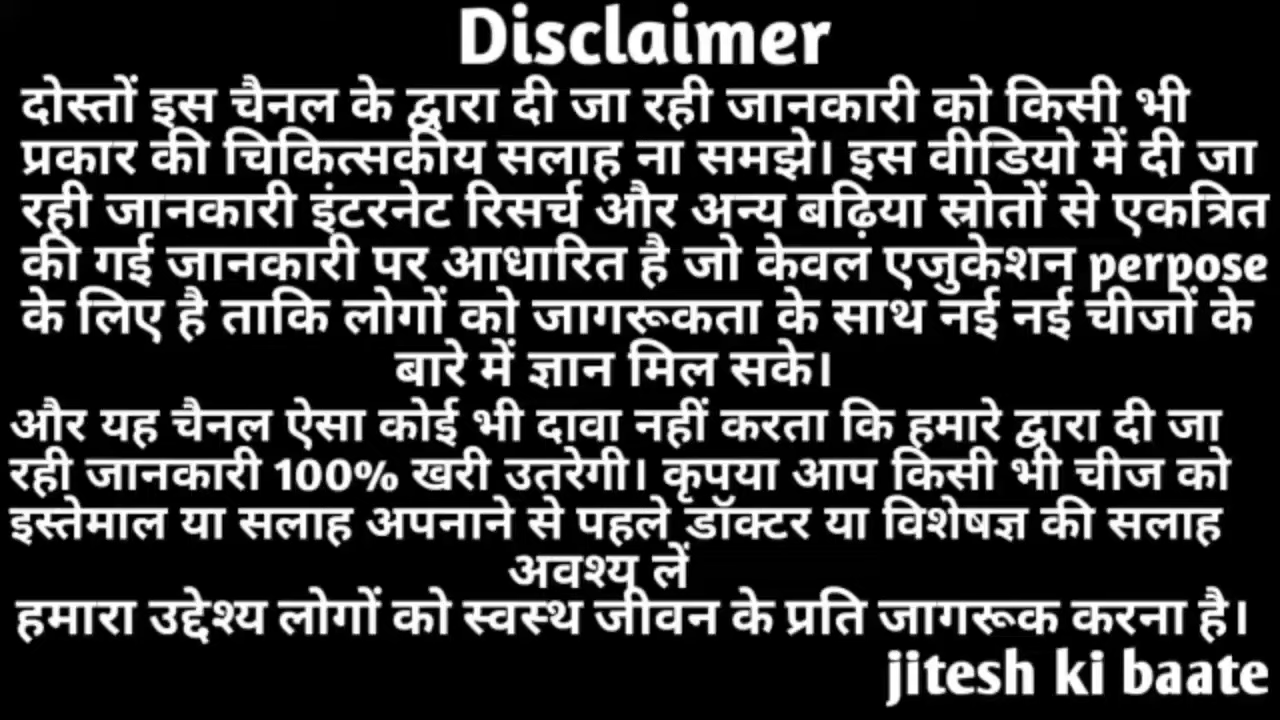 Disclaimer
दोस्तों इस चैनल के द्वारा दी जा रही जानकारी को किसी भी
प्रकार की चिकित्सकीय सलाह ना समझे। इस वीडियो में दी जा
रही जानकारी इंटरनेट रिसर्च और अन्य बढ़िया स्रोतों से एकत्रित
की गई जानकारी पर आधारित है जो केवल एजुकेशन perpose
के लिए है ताकि लोगों को जागरूकता के साथ नई नई चीजों के
बारे में ज्ञान मिल सके।
और यह चैनल ऐसा कोई भी दावा नहीं करता कि हमारे द्वारा दी जा
रही जानकारी 100% खरी उतरेगी। कृपया आप किसी भी चीज को
इस्तेमाल या सलाह अपनाने से पहले डॉक्टर या विशेषज्ञ की सलाह
अवश्य लें
हमारा उद्देश्य लोगों को स्वस्थ जीवन के प्रति जागरूक करना है।
jitesh ki baate